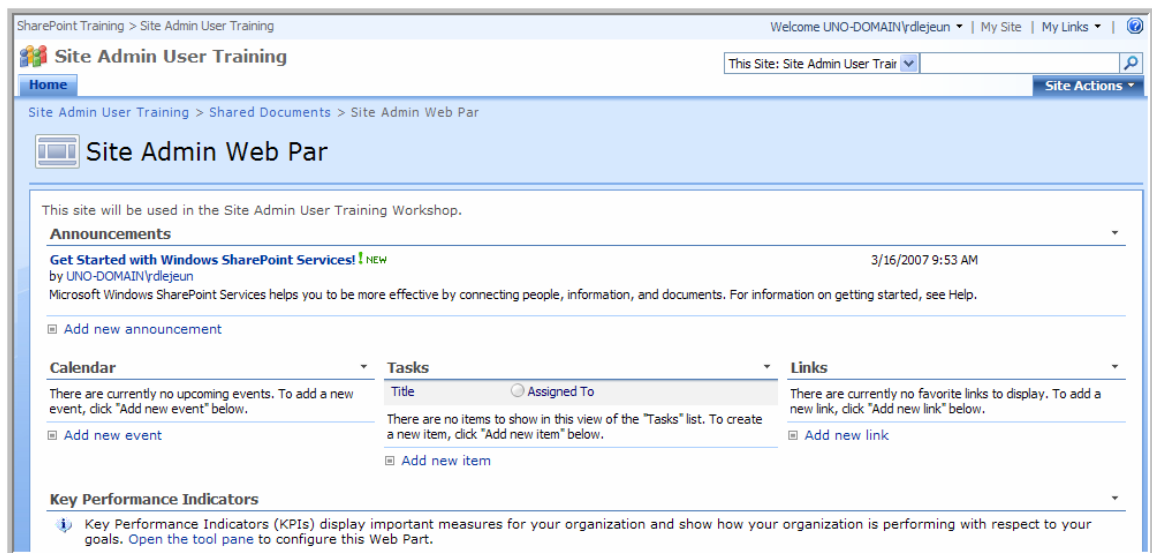 SharePoint Training > Site Admin User Training
Welcome UNO-DOMAIN\rdlejeun | My Site | My Links |
Site Admin User Training
This Site: Site Admin User Trair
Home
Site Actions
Site Admin User Training > Shared Documents > Site Admin Web Par
Site Admin Web Par
This site will be used in the Site Admin User Training Workshop.
Announcements
Get Started with Windows SharePoint Services! NEW
3/16/2007 9:53 AM
by UNO-DOMAIN\rdlejeun
Microsoft Windows SharePoint Services helps you to be more effective by connecting people, information, and documents. For information on getting started, see Help.
Add new announcement
Calendar
There are currently no upcoming events. To add a new
event, click "Add new event" below.
Add new event
Tasks
Title Assigned To
There are no items to show in this view of the "Tasks" list. To create
a new item, click "Add new item" below.
Add new item
Links
There are currently no favorite links to display. To add a
new link, click "Add new link" below.
Add new link
Key Performance Indicators
Key Performance Indicators (KPIs) display important measures for your organization and show how your organization is performing with respect to your
goals. Open the tool pane to configure this Web Part.